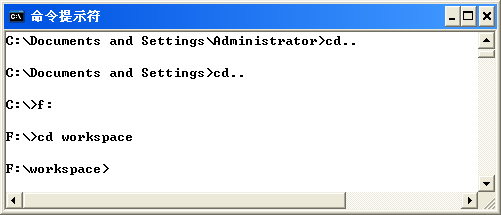 命令提示符
C:\Documents and Settings\Administrator>cd..
C:\Documents and Settings>cd..
C:\>f:
F:\>cd workspace
F:\workspace>